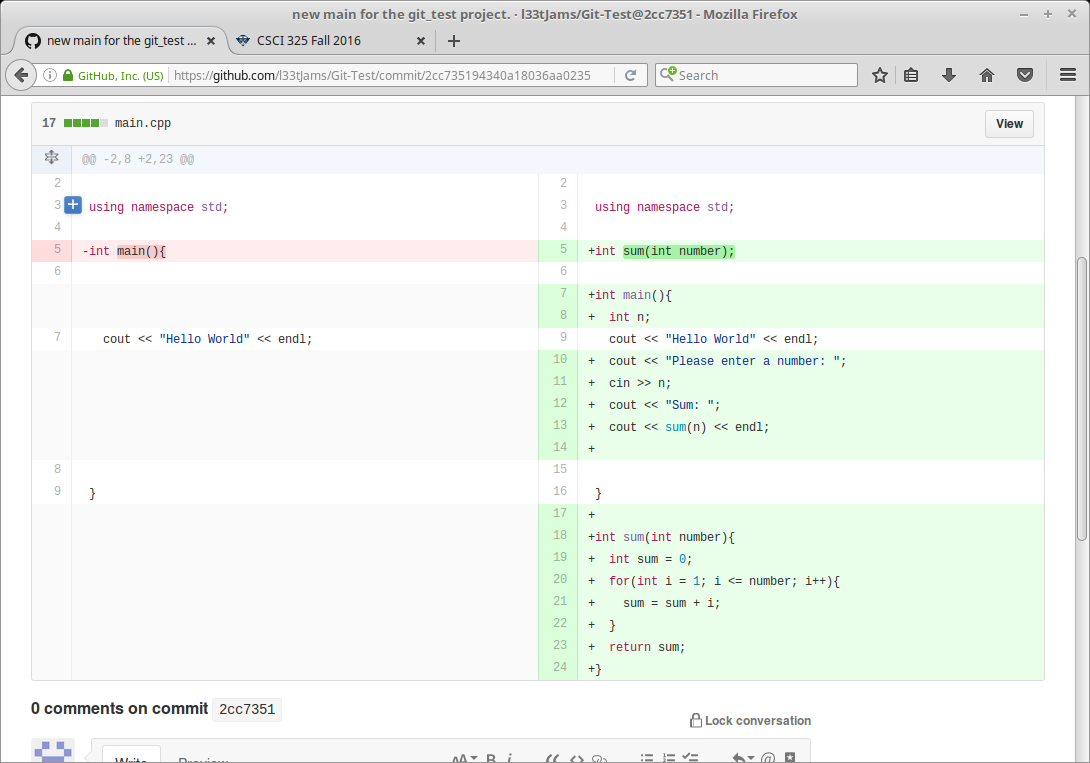 new main for the git_test project. · l33tJams/Git-Test@2cc7351 - Mozilla Firefox
new main for the git_test ... × CSCI 325 Fall 2016 × +
GitHub, Inc. (US) https://github.com/l33tJams/Git-Test/commit/2cc735194340a18036aa0235 Search
17 main.cpp View
@@ -2,8 +2,23 @@
2 2
3 + using namespace std; 3 using namespace std;
4 4
5 -int main(){ 5 +int sum(int number);
6 6
7 +int main(){
8 + int n;
7 cout << "Hello World" << endl; 9 cout << "Hello World" << endl;
10 + cout << "Please enter a number: ";
11 + cin >> n;
12 + cout << "Sum: ";
13 + cout << sum(n) << endl;
14 +
8 15
9 } 16 }
17 +
18 +int sum(int number){
19 + int sum = 0;
20 + for(int i = 1; i <= number; i++){
21 + sum = sum + i;
22 + }
23 + return sum;
24 +}
0 comments on commit 2cc7351
Lock conversation
Write Preview AA B i